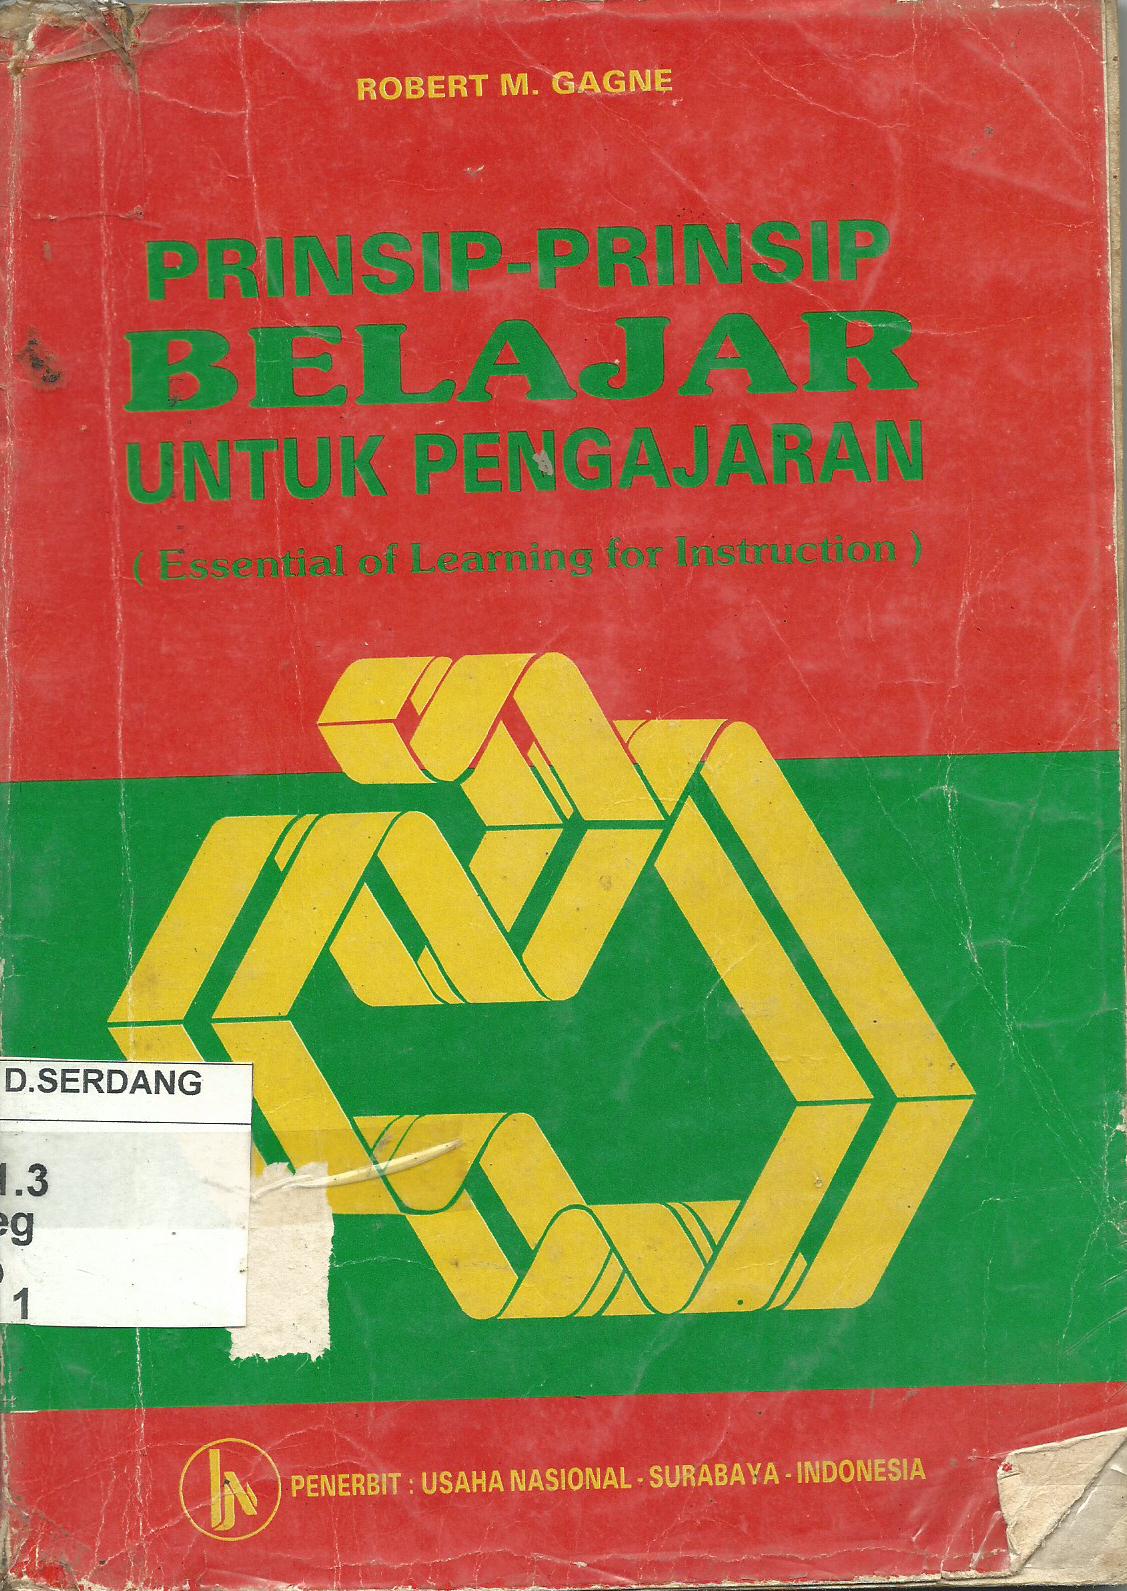 ROBERT M. GAGNE
PRINSIP-PRINSIP
BELAJAR
UNTUK PENGAJARAN
( Essential of Learning for Instruction )
D.SERDANG
1.3
eg
1
PENERBIT : USAHA NASIONAL - SURABAYA - INDONESIA